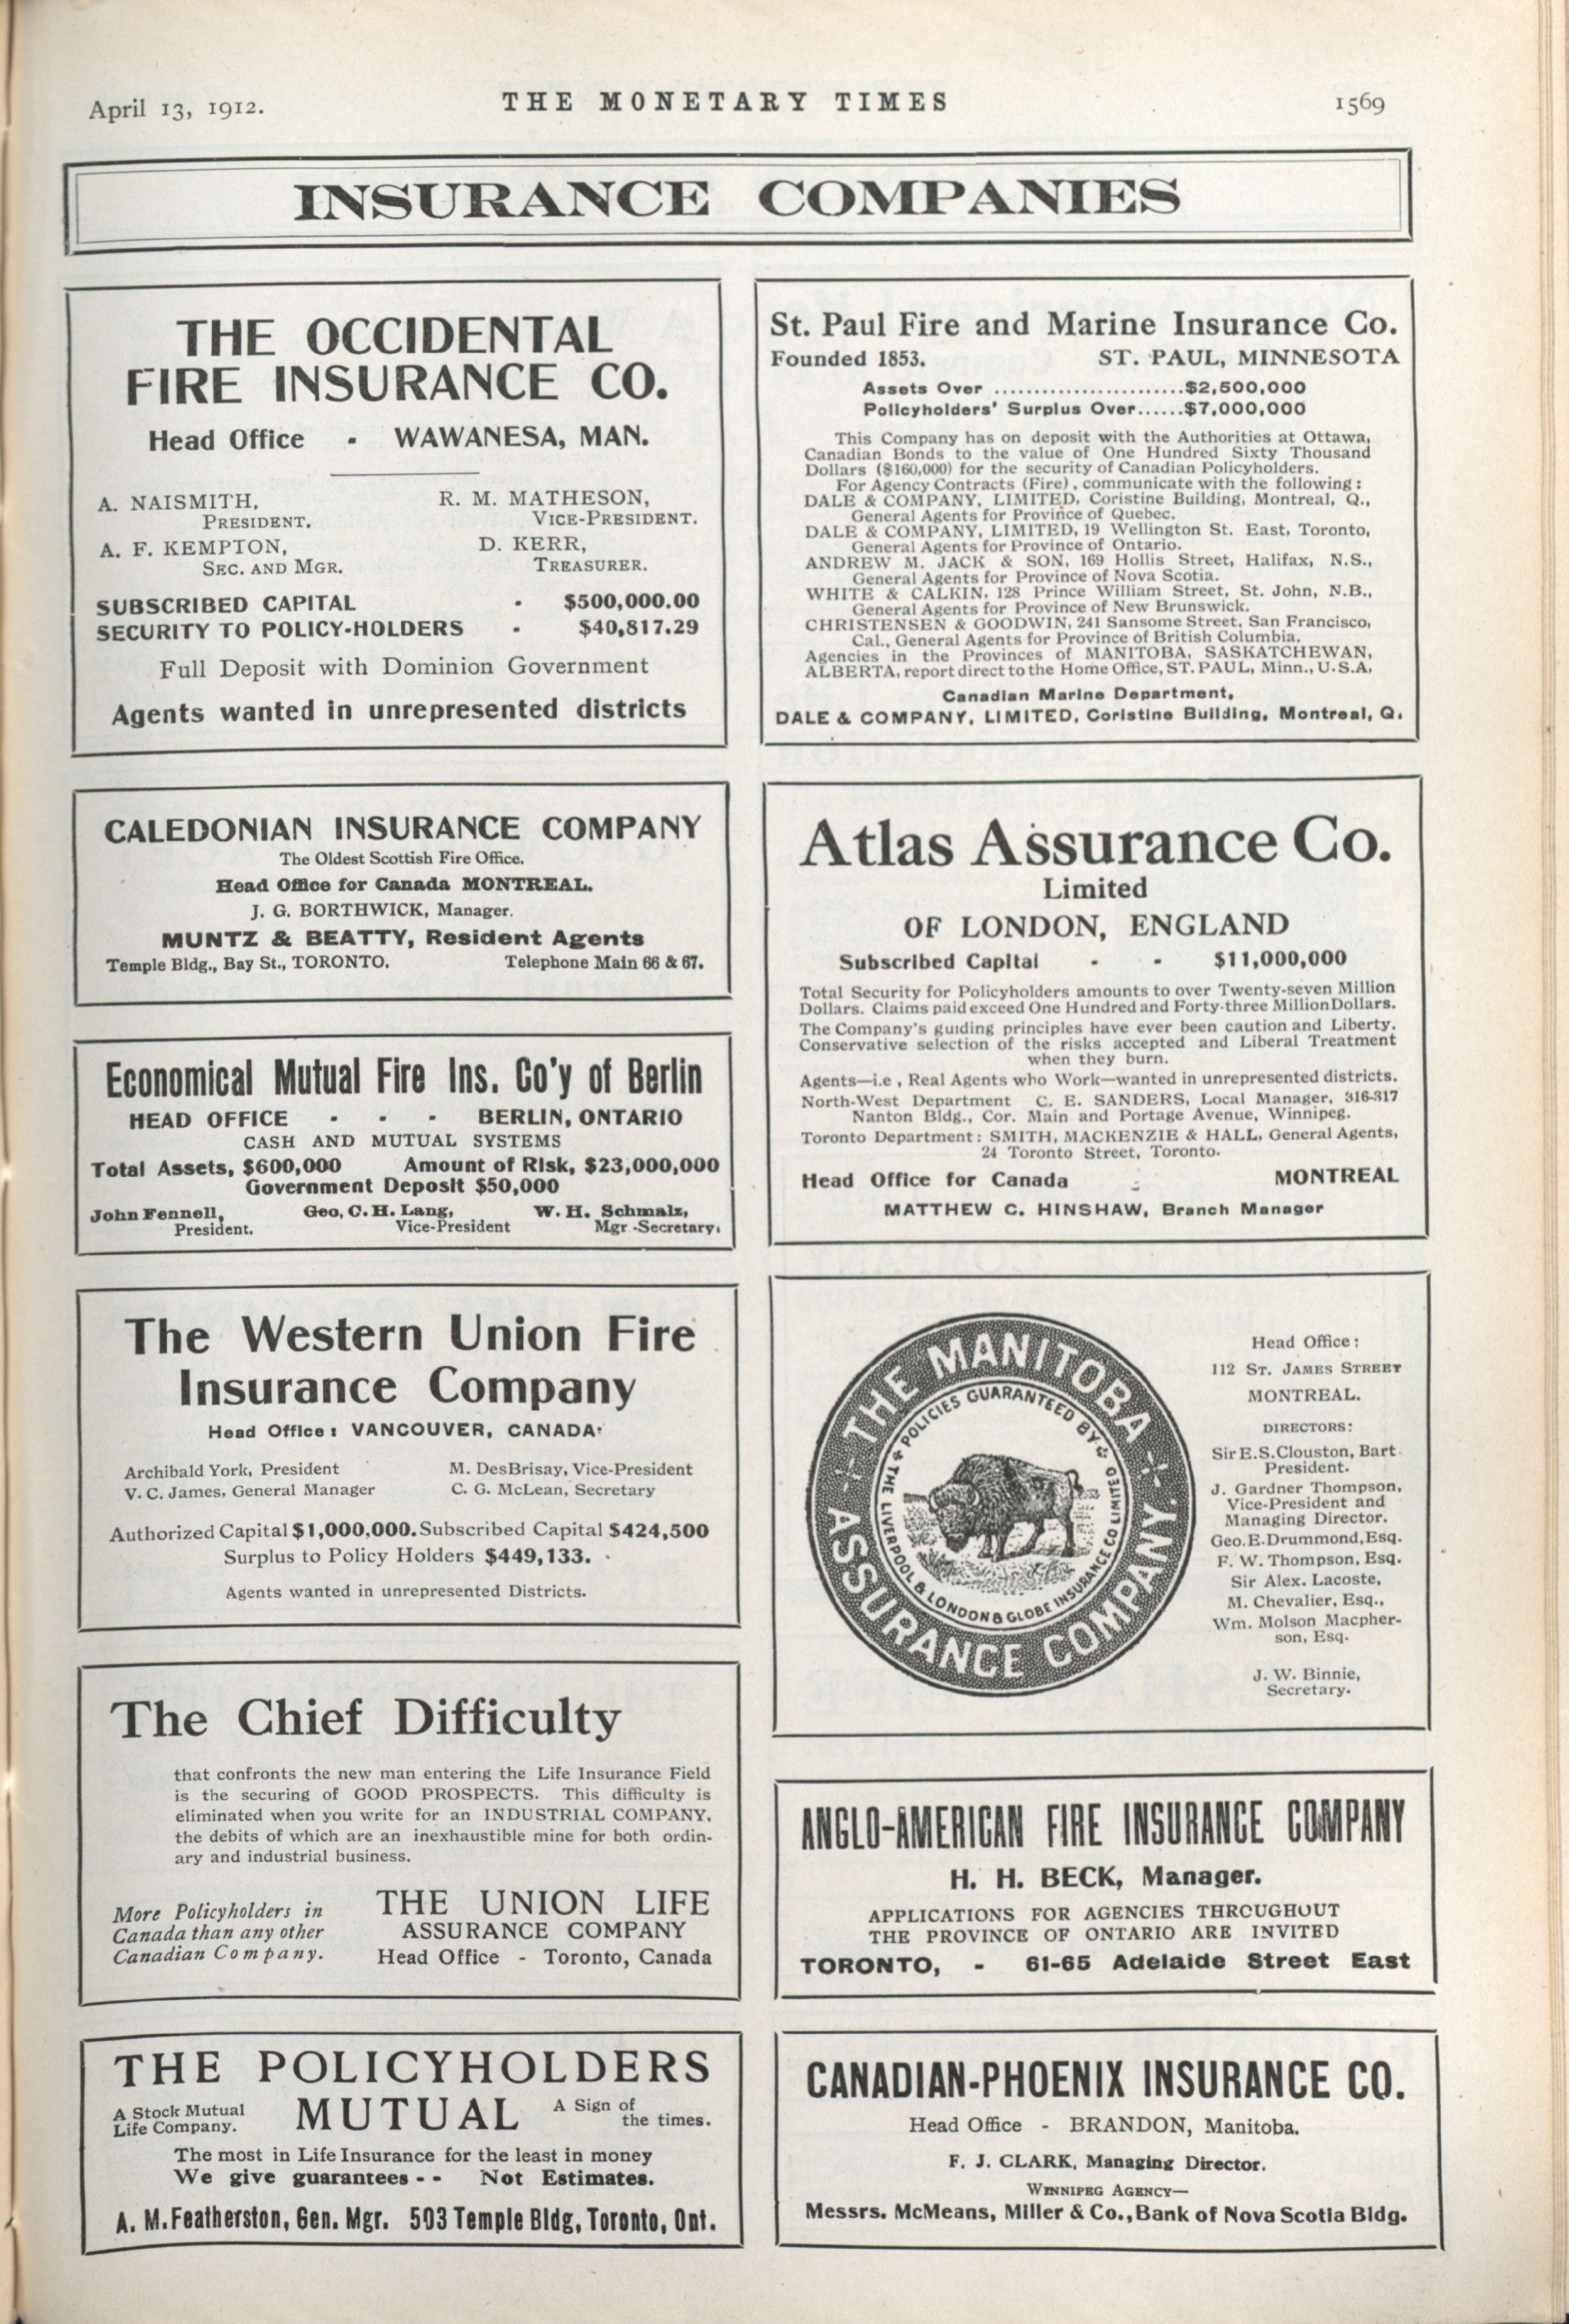 April 13, 1912.
THE MONETARY TIMES
1569
INSURANCE COMPANIES
THE OCCIDENTAL
FIRE INSURANCE CO.
Head Office - WAWANESA, MAN.
A. NAISMITH,
PRESIDENT.
R. M. MATHESON,
VICE-PRESIDENT.
A. F. KEMPTON,
SEC. AND MGR.
D. KERR,
TREASURER.
SUBSCRIBED CAPITAL - $500,000.00
SECURITY TO POLICY-HOLDERS - $40,817.29
Full Deposit with Dominion Government
Agents wanted in unrepresented districts
CALEDONIAN INSURANCE COMPANY
The Oldest Scottish Fire Office.
Head Office for Canada MONTREAL.
J. G. BORTHWICK, Manager.
MUNTZ & BEATTY, Resident Agents
Temple Bldg., Bay St., TORONTO. Telephone Main 66 & 67.
Economical Mutual Fire Ins. Co'y of Berlin
HEAD OFFICE - - - BERLIN, ONTARIO
CASH AND MUTUAL SYSTEMS
Total Assets, $600,000 Amount of Risk, $23,000,000
Government Deposit $50,000
John Fennell,
President.
Geo, C. H. Lang,
Vice-President
W. H. Schmalz,
Mgr -Secretary.
The Western Union Fire
Insurance Company
Head Office: VANCOUVER, CANADA
Archibald York, President M. DesBrisay, Vice-President
V. C. James, General Manager C. G. McLean, Secretary
Authorized Capital $1,000,000. Subscribed Capital $424,500
Surplus to Policy Holders $449,133.
Agents wanted in unrepresented Districts.
The Chief Difficulty
that confronts the new man entering the Life Insurance Field
is the securing of GOOD PROSPECTS. This difficulty is
eliminated when you write for an INDUSTRIAL COMPANY,
the debits of which are an inexhaustible mine for both ordin-
ary and industrial business.
More Policyholders in
Canada than any other
Canadian Company.
THE UNION LIFE
ASSURANCE COMPANY
Head Office - Toronto, Canada
THE POLICYHOLDERS
A Stock Mutual
Life Company.
MUTUAL
A Sign of
the times.
The most in Life Insurance for the least in money
We give guarantees - - Not Estimates.
A. M. Featherston, Gen. Mgr. 503 Temple Bldg, Toronto, Ont.
St. Paul Fire and Marine Insurance Co.
Founded 1853. ST. PAUL, MINNESOTA
Assets Over ........................$2,500,000
Policyholders' Surplus Over......$7,000,000
This Company has on deposit with the Authorities at Ottawa,
Canadian Bonds to the value of One Hundred Sixty Thousand
Dollars ($160,000) for the security of Canadian Policyholders.
For Agency Contracts (Fire), communicate with the following:
DALE & COMPANY, LIMITED, Coristine Building, Montreal, Q.,
General Agents for Province of Quebec.
DALE & COMPANY, LIMITED, 19 Wellington St. East, Toronto,
General Agents for Province of Ontario.
ANDREW M. JACK & SON, 169 Hollis Street, Halifax, N.S.,
General Agents for Province of Nova Scotia.
WHITE & CALKIN, 128 Prince William Street, St. John, N.B.,
General Agents for Province of New Brunswick.
CHRISTENSEN & GOODWIN, 241 Sansome Street, San Francisco,
Cal., General Agents for Province of British Columbia.
Agencies in the Provinces of MANITOBA, SASKATCHEWAN,
ALBERTA, report direct to the Home Office, ST. PAUL, Minn., U.S.A.
Canadian Marine Department,
DALE & COMPANY, LIMITED, Coristine Building, Montreal, Q.
Atlas Assurance Co.
Limited
OF LONDON, ENGLAND
Subscribed Capital - - $11,000,000
Total Security for Policyholders amounts to over Twenty-seven Million
Dollars. Claims paid exceed One Hundred and Forty-three Million Dollars.
The Company's guiding principles have ever been caution and Liberty.
Conservative selection of the risks accepted and Liberal Treatment
when they burn.
Agents—i.e , Real Agents who Work—wanted in unrepresented districts.
North-West Department C. E. SANDERS, Local Manager, 316-317
Nanton Bldg., Cor. Main and Portage Avenue, Winnipeg.
Toronto Department: SMITH, MACKENZIE & HALL, General Agents,
24 Toronto Street, Toronto.
Head Office for Canada - MONTREAL
MATTHEW C. HINSHAW, Branch Manager
THE MANITOBA
ASSURANCE COMPANY
POLICIES GUARANTEED BY
THE LIVERPOOL & LONDON & GLOBE INSURANCE CO LIMITED
Head Office:
112 ST. JAMES STREET
MONTREAL.
DIRECTORS:
Sir E.S.Clouston, Bart
President.
J. Gardner Thompson,
Vice-President and
Managing Director.
Geo.E.Drummond, Esq.
F. W. Thompson, Esq.
Sir Alex. Lacoste,
M. Chevalier, Esq.,
Wm. Molson Macpher-
son, Esq.
J. W. Binnie,
Secretary.
ANGLO-AMERICAN FIRE INSURANCE COMPANY
H. H. BECK, Manager.
APPLICATIONS FOR AGENCIES THRCUGHOUT
THE PROVINCE OF ONTARIO ARE INVITED
TORONTO, - 61-65 Adelaide Street East
CANADIAN-PHOENIX INSURANCE CO.
Head Office - BRANDON, Manitoba.
F. J. CLARK, Managing Director.
WINNIPEG AGENCY—
Messrs. McMeans, Miller & Co., Bank of Nova Scotia Bldg.